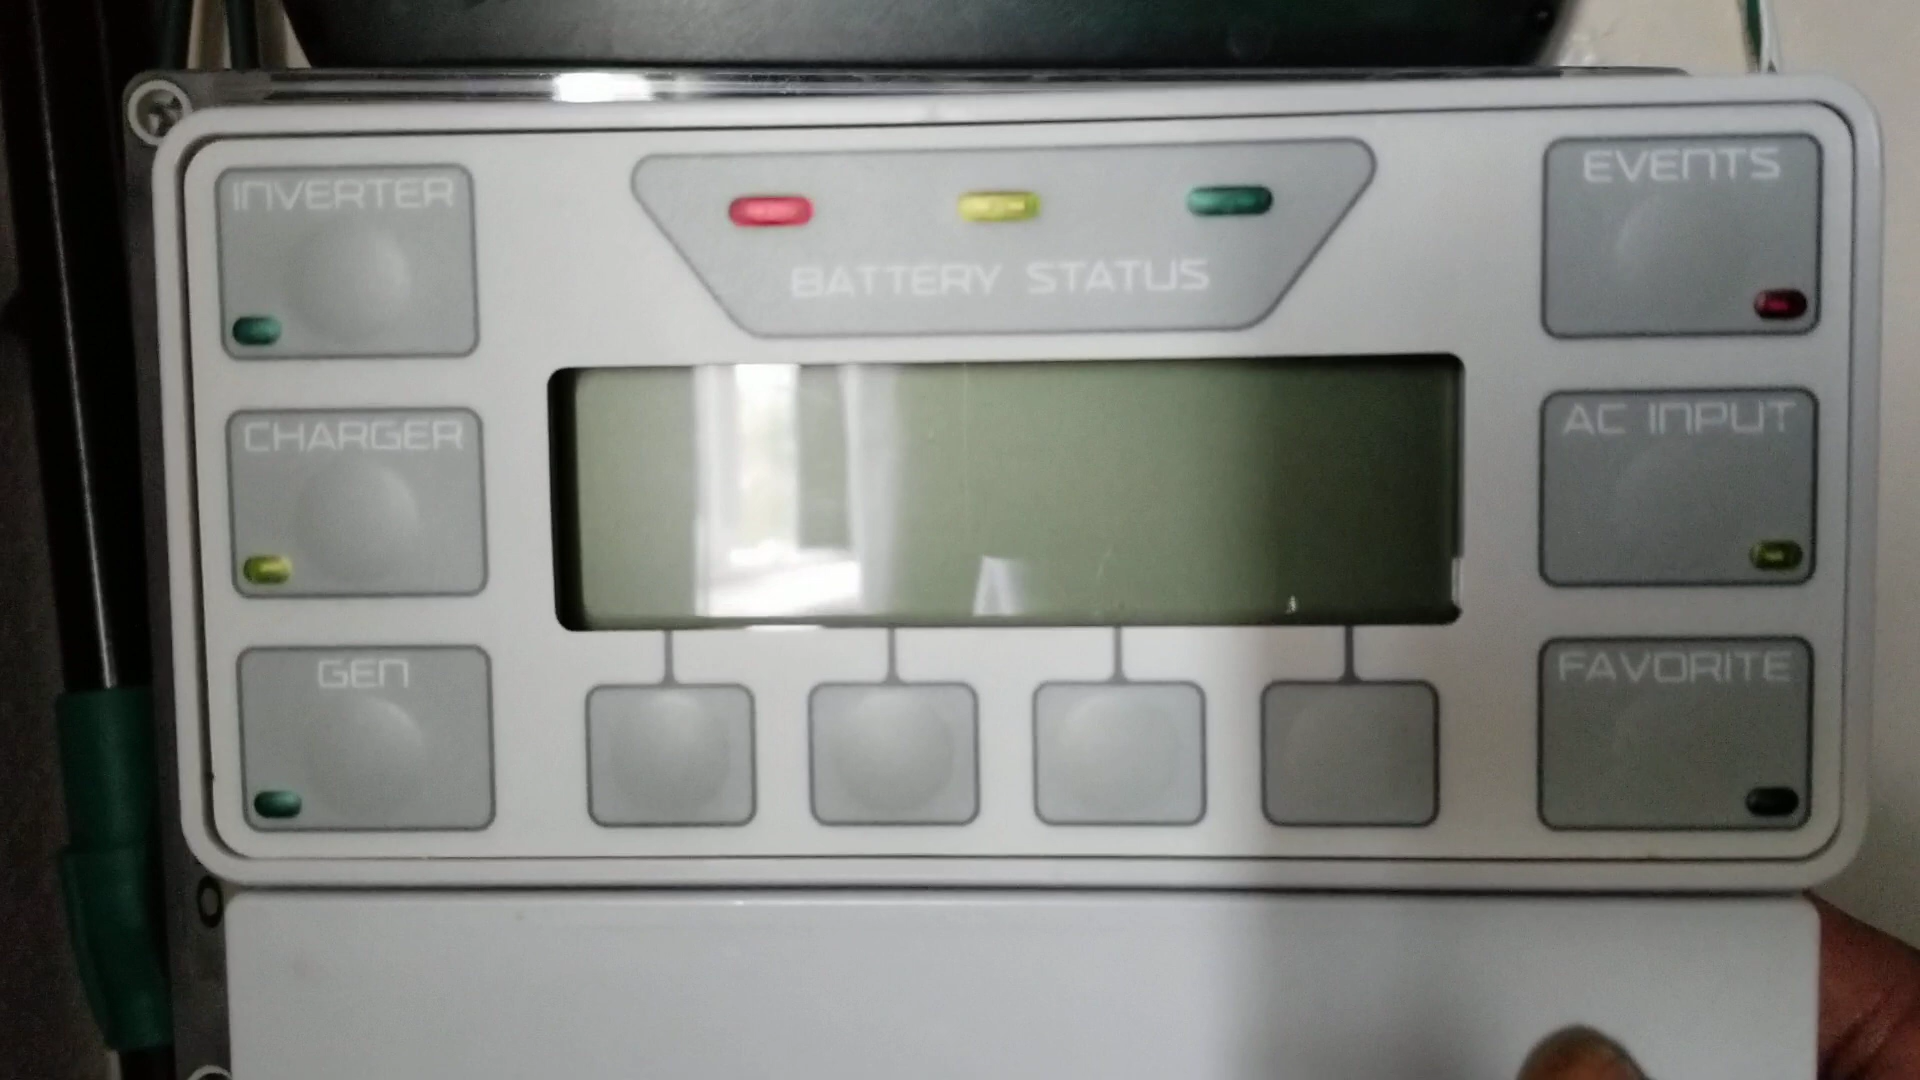 INVERTER
BATTERY STATUS
EVENTS
CHARGER
AC INPUT
GEN
FAVORITE